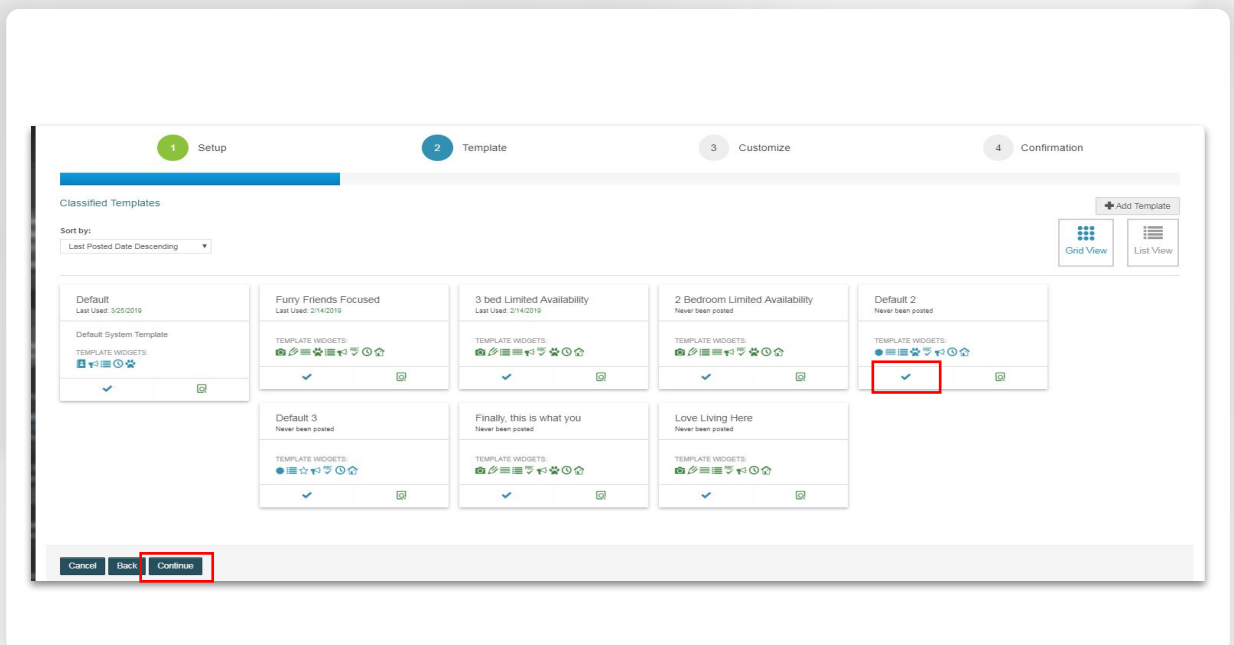 1 Setup
2 Template
3 Customize
4 Confirmation
Classified Templates
Add Template
Sort by:
Last Posted Date Descending
Grid View
List View
Default
Last Used: 3/25/2019
Default System Template
TEMPLATE WIDGETS:
Furry Friends Focused
Last Used: 2/14/2019
TEMPLATE WIDGETS:
3 bed Limited Availability
Last Used: 2/14/2019
TEMPLATE WIDGETS:
2 Bedroom Limited Availability
Never been posted
TEMPLATE WIDGETS:
Default 2
Never been posted
TEMPLATE WIDGETS:
Default 3
Never been posted
TEMPLATE WIDGETS:
Finally, this is what you
Never been posted
TEMPLATE WIDGETS:
Love Living Here
Never been posted
TEMPLATE WIDGETS:
Cancel
Back
Continue